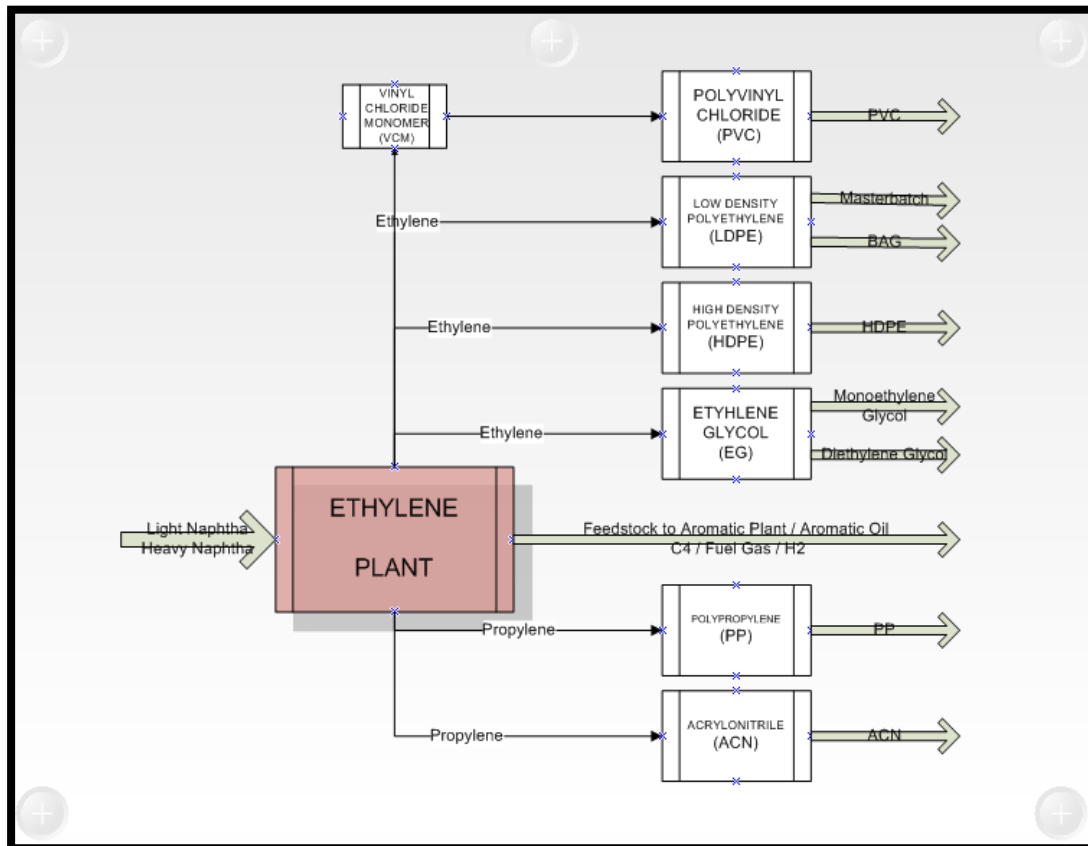 VINYL
CHLORIDE
MONOMER
(VCM)
POLYVINYL
CHLORIDE
(PVC)
PVC
Ethylene
LOW DENSITY
POLYETHYLENE
(LDPE)
Masterbatch
BAG
Ethylene
HIGH DENSITY
POLYETHYLENE
(HDPE)
HDPE
Ethylene
ETYHLENE
GLYCOL
(EG)
Monoethylene
Glycol
Diethylene Glycol
Light Naphtha
Heavy Naphtha
ETHYLENE
PLANT
Feedstock to Aromatic Plant / Aromatic Oil
C4 / Fuel Gas / H2
Propylene
POLYPROPYLENE
(PP)
PP
Propylene
ACRYLONITRILE
(ACN)
ACN